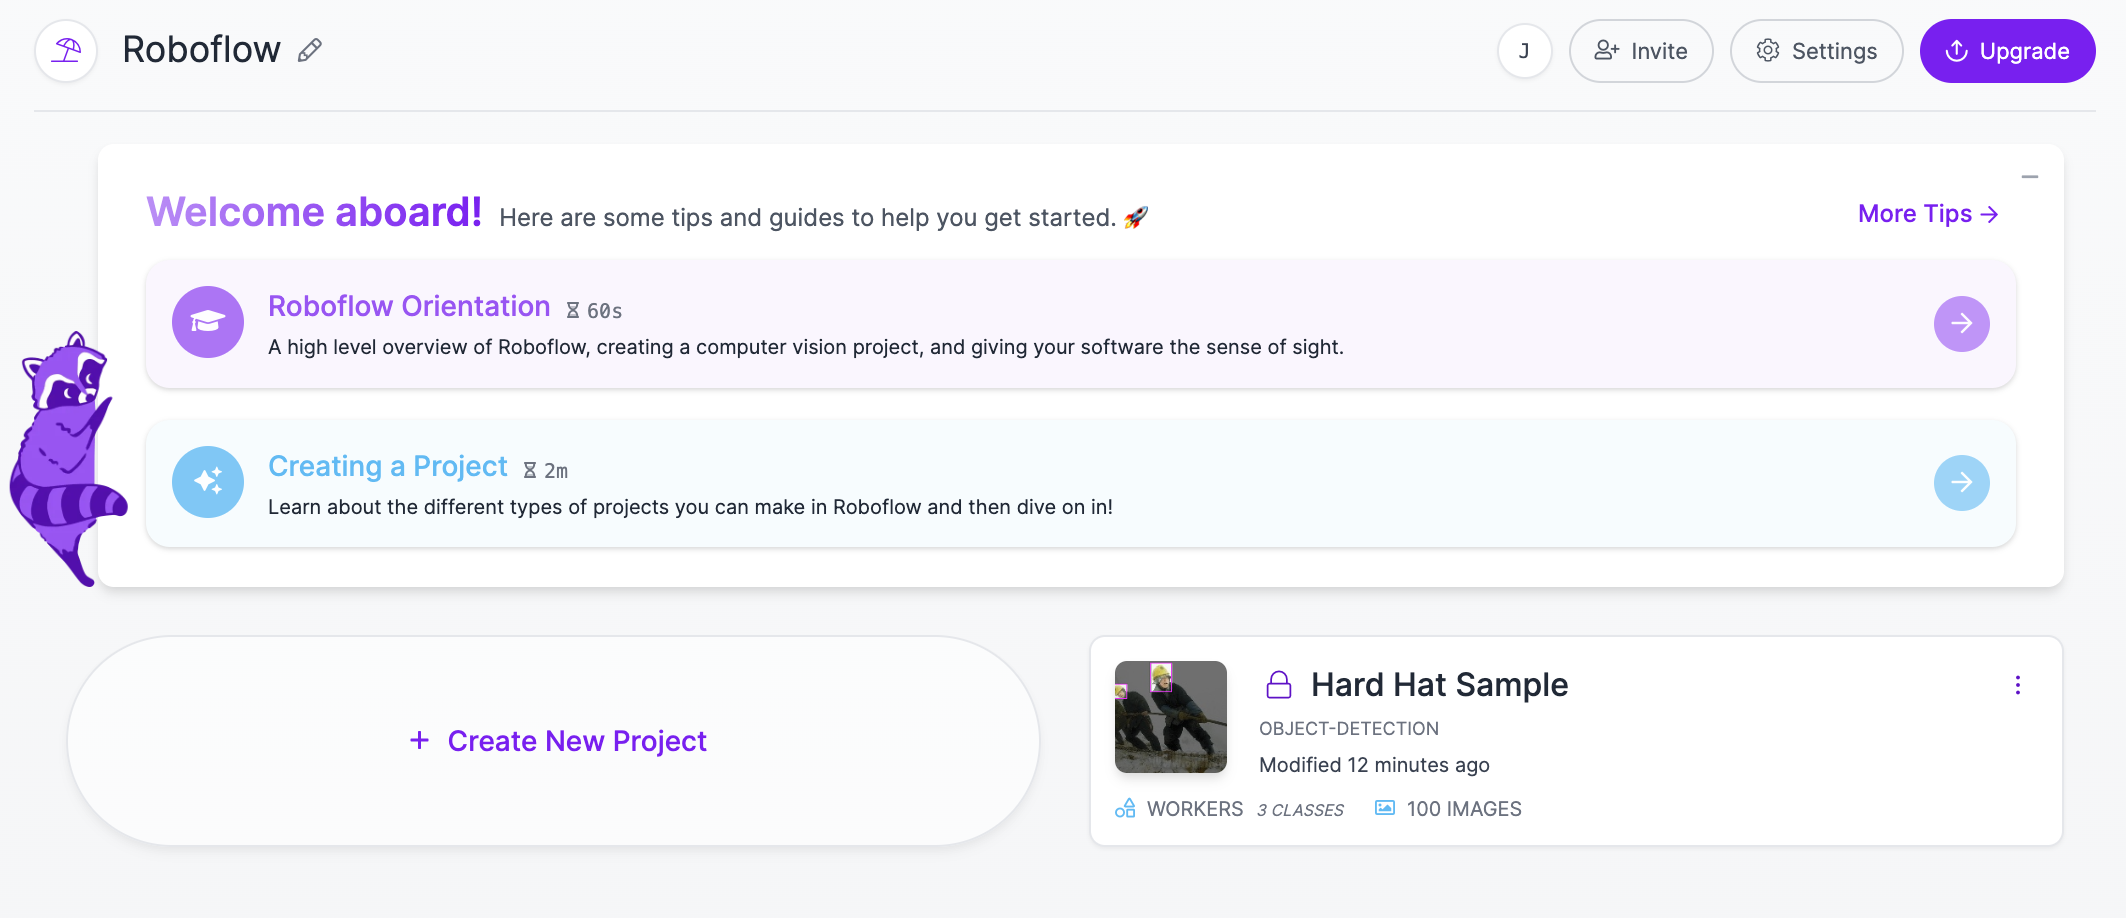 Roboflow
J
Invite
Settings
Upgrade
Welcome aboard! Here are some tips and guides to help you get started. 🚀
More Tips →
Roboflow Orientation 60s
A high level overview of Roboflow, creating a computer vision project, and giving your software the sense of sight.
Creating a Project 2m
Learn about the different types of projects you can make in Roboflow and then dive on in!
+ Create New Project
Hard Hat Sample
OBJECT-DETECTION
Modified 12 minutes ago
WORKERS 3 CLASSES 100 IMAGES